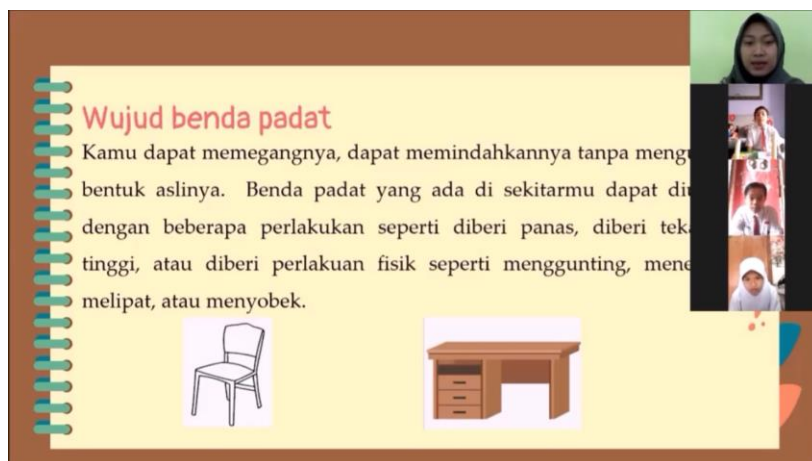 Wujud benda padat
Kamu dapat memegangnya, dapat memindahkannya tanpa
bentuk aslinya. Benda padat yang ada di sekitarmu dapat
dengan beberapa perlakukan seperti diberi panas, diberi
tinggi, atau diberi perlakuan fisik seperti menggunting,
melipat, atau menyobek.